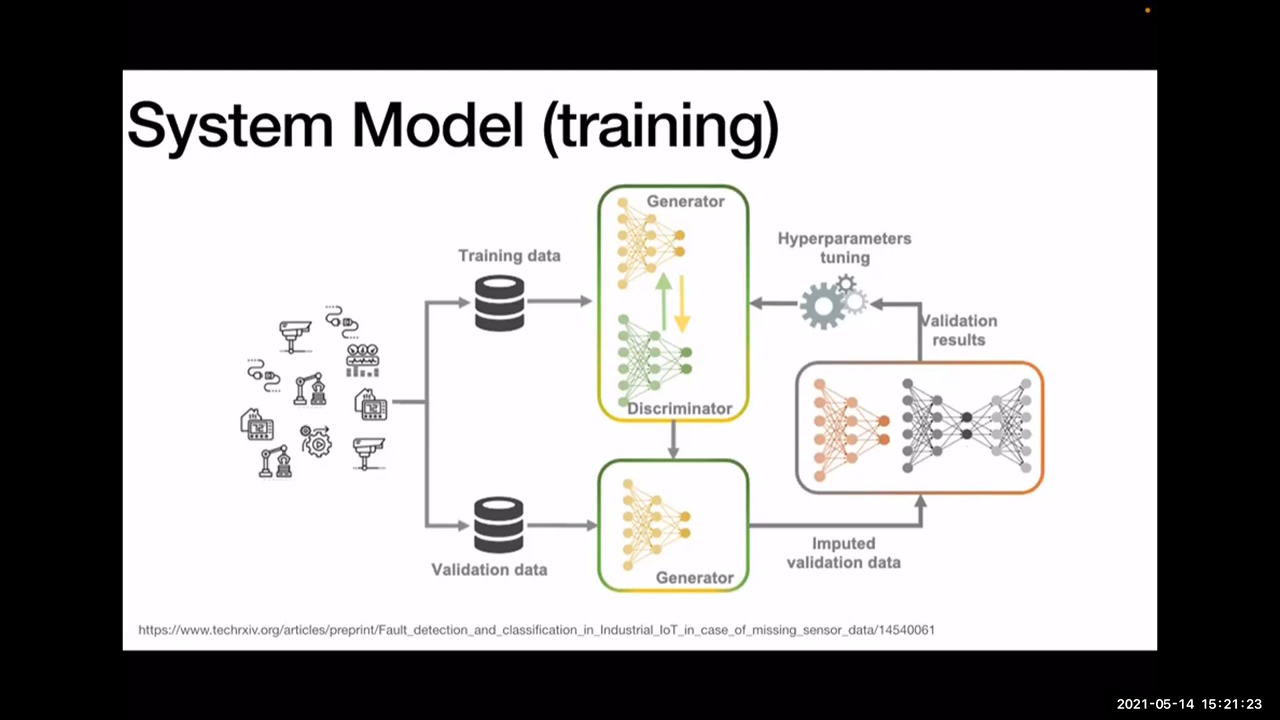 System Model (training)
Generator
Training data
Hyperparameters
tuning
Validation
results
Discriminator
Validation data
Generator
Imputed
validation data
https://www.techrxiv.org/articles/preprint/Fault_detection_and_classification_in_Industrial_IoT_in_case_of_missing_sensor_data/14540061
2021-05-14 15:21:23